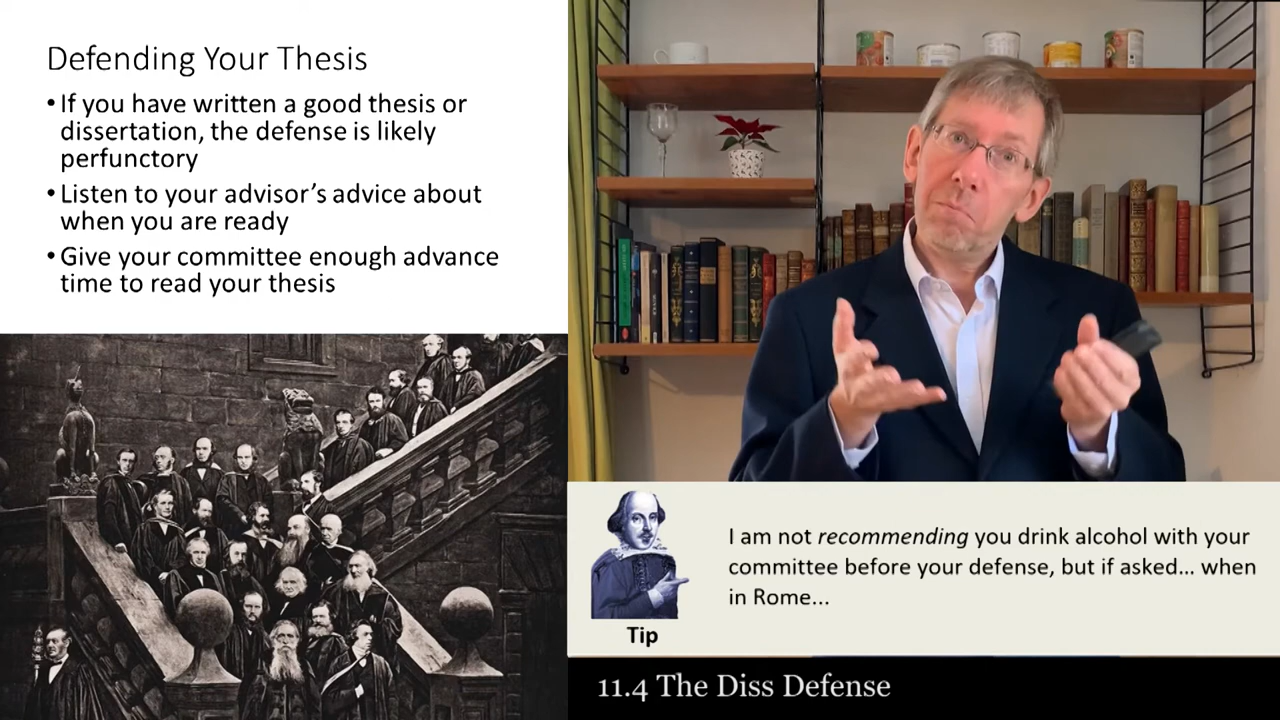 Defending Your Thesis
• If you have written a good thesis or
dissertation, the defense is likely
perfunctory
• Listen to your advisor’s advice about
when you are ready
• Give your committee enough advance
time to read your thesis
I am not recommending you drink alcohol with your
committee before your defense, but if asked... when
in Rome...
Tip
11.4 The Diss Defense